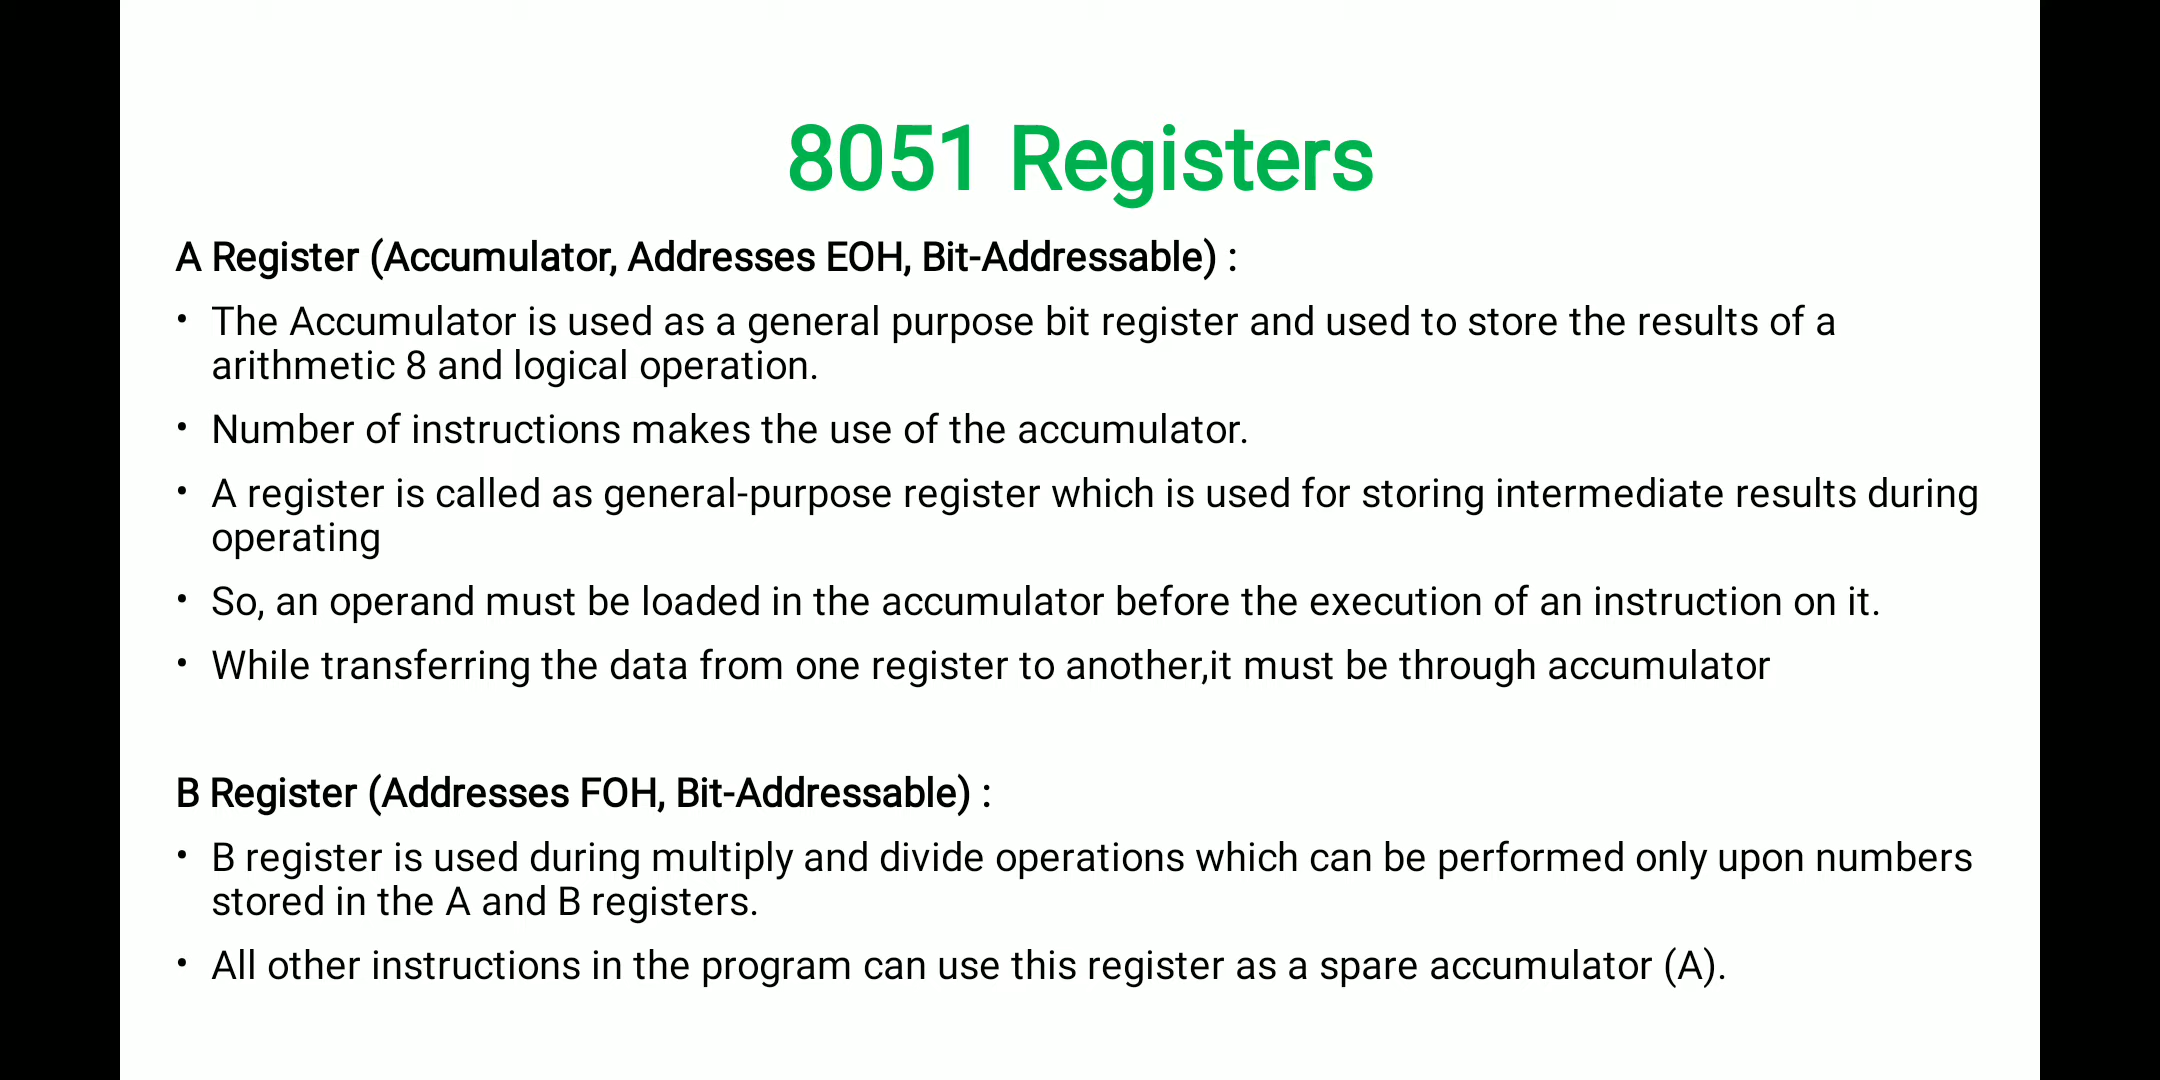 8051 Registers
A Register (Accumulator, Addresses EOH, Bit-Addressable) :
• The Accumulator is used as a general purpose bit register and used to store the results of a
arithmetic 8 and logical operation.
• Number of instructions makes the use of the accumulator.
• A register is called as general-purpose register which is used for storing intermediate results during
operating
• So, an operand must be loaded in the accumulator before the execution of an instruction on it.
• While transferring the data from one register to another,it must be through accumulator
B Register (Addresses FOH, Bit-Addressable) :
• B register is used during multiply and divide operations which can be performed only upon numbers
stored in the A and B registers.
• All other instructions in the program can use this register as a spare accumulator (A).